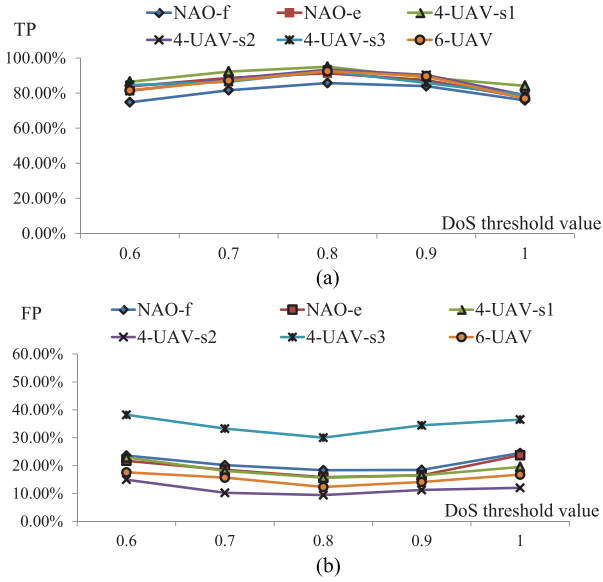 TP
NAO-f NAO-e 4-UAV-s1
4-UAV-s2 4-UAV-s3 6-UAV
100.00%
80.00%
60.00%
40.00%
20.00%
0.00%
DoS threshold value
0.6 0.7 0.8 0.9 1
(a)
FP
NAO-f NAO-e 4-UAV-s1
4-UAV-s2 4-UAV-s3 6-UAV
60.00%
50.00%
40.00%
30.00%
20.00%
10.00%
0.00%
DoS threshold value
0.6 0.7 0.8 0.9 1
(b)